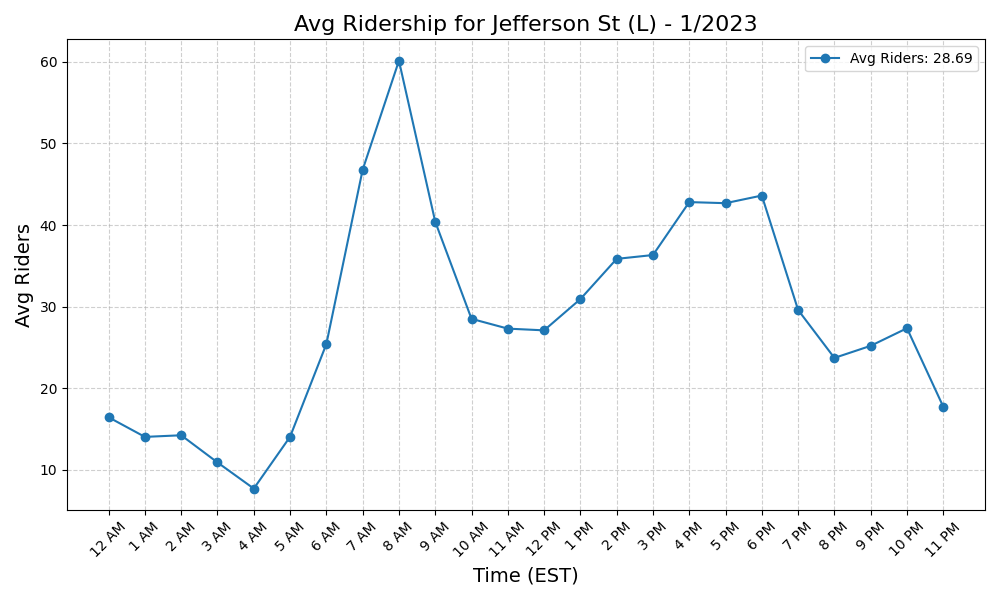 Avg Ridership for Jefferson St (L) - 1/2023
Avg Riders: 28.69
Avg Riders
60
50
40
30
20
10
12 AM
1 AM
2 AM
3 AM
4 AM
5 AM
6 AM
7 AM
8 AM
9 AM
10 AM
11 AM
12 PM
1 PM
2 PM
3 PM
4 PM
5 PM
6 PM
7 PM
8 PM
9 PM
10 PM
11 PM
Time (EST)